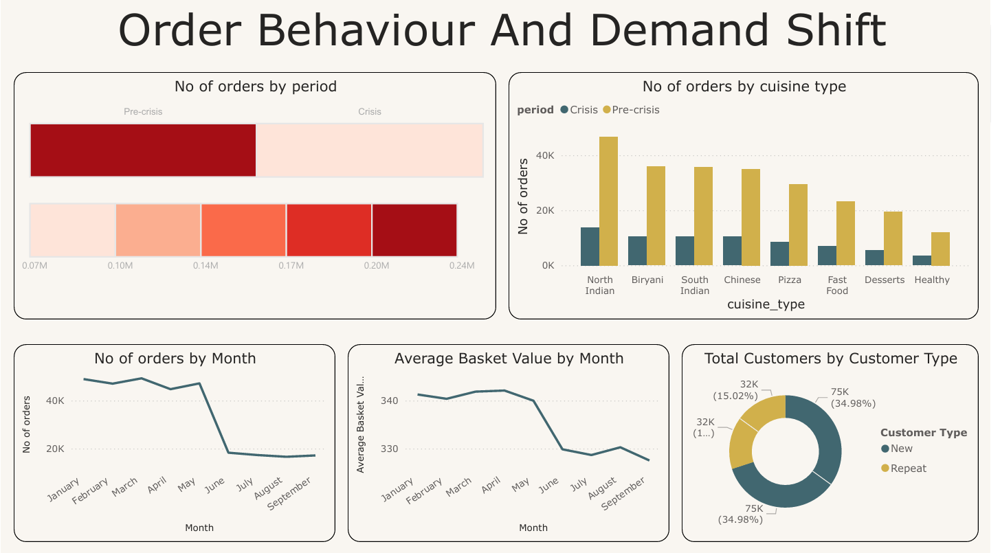 Order Behaviour And Demand Shift
No of orders by period
Pre-crisis
Crisis
0.07M
0.10M
0.14M
0.17M
0.20M
0.24M
No of orders by cuisine type
period Crisis Pre-crisis
No of orders
40K
20K
0K
North
Indian
Biryani
South
Indian
Chinese
Pizza
Fast
Food
Desserts
Healthy
cuisine_type
No of orders by Month
No of orders
40K
20K
January
February
March
April
May
June
July
August
September
Month
Average Basket Value by Month
Average Basket Val...
340
330
January
February
March
April
May
June
July
August
September
Month
Total Customers by Customer Type
32K
(15.02%)
75K
(34.98%)
32K
(1...)
75K
(34.98%)
Customer Type
New
Repeat